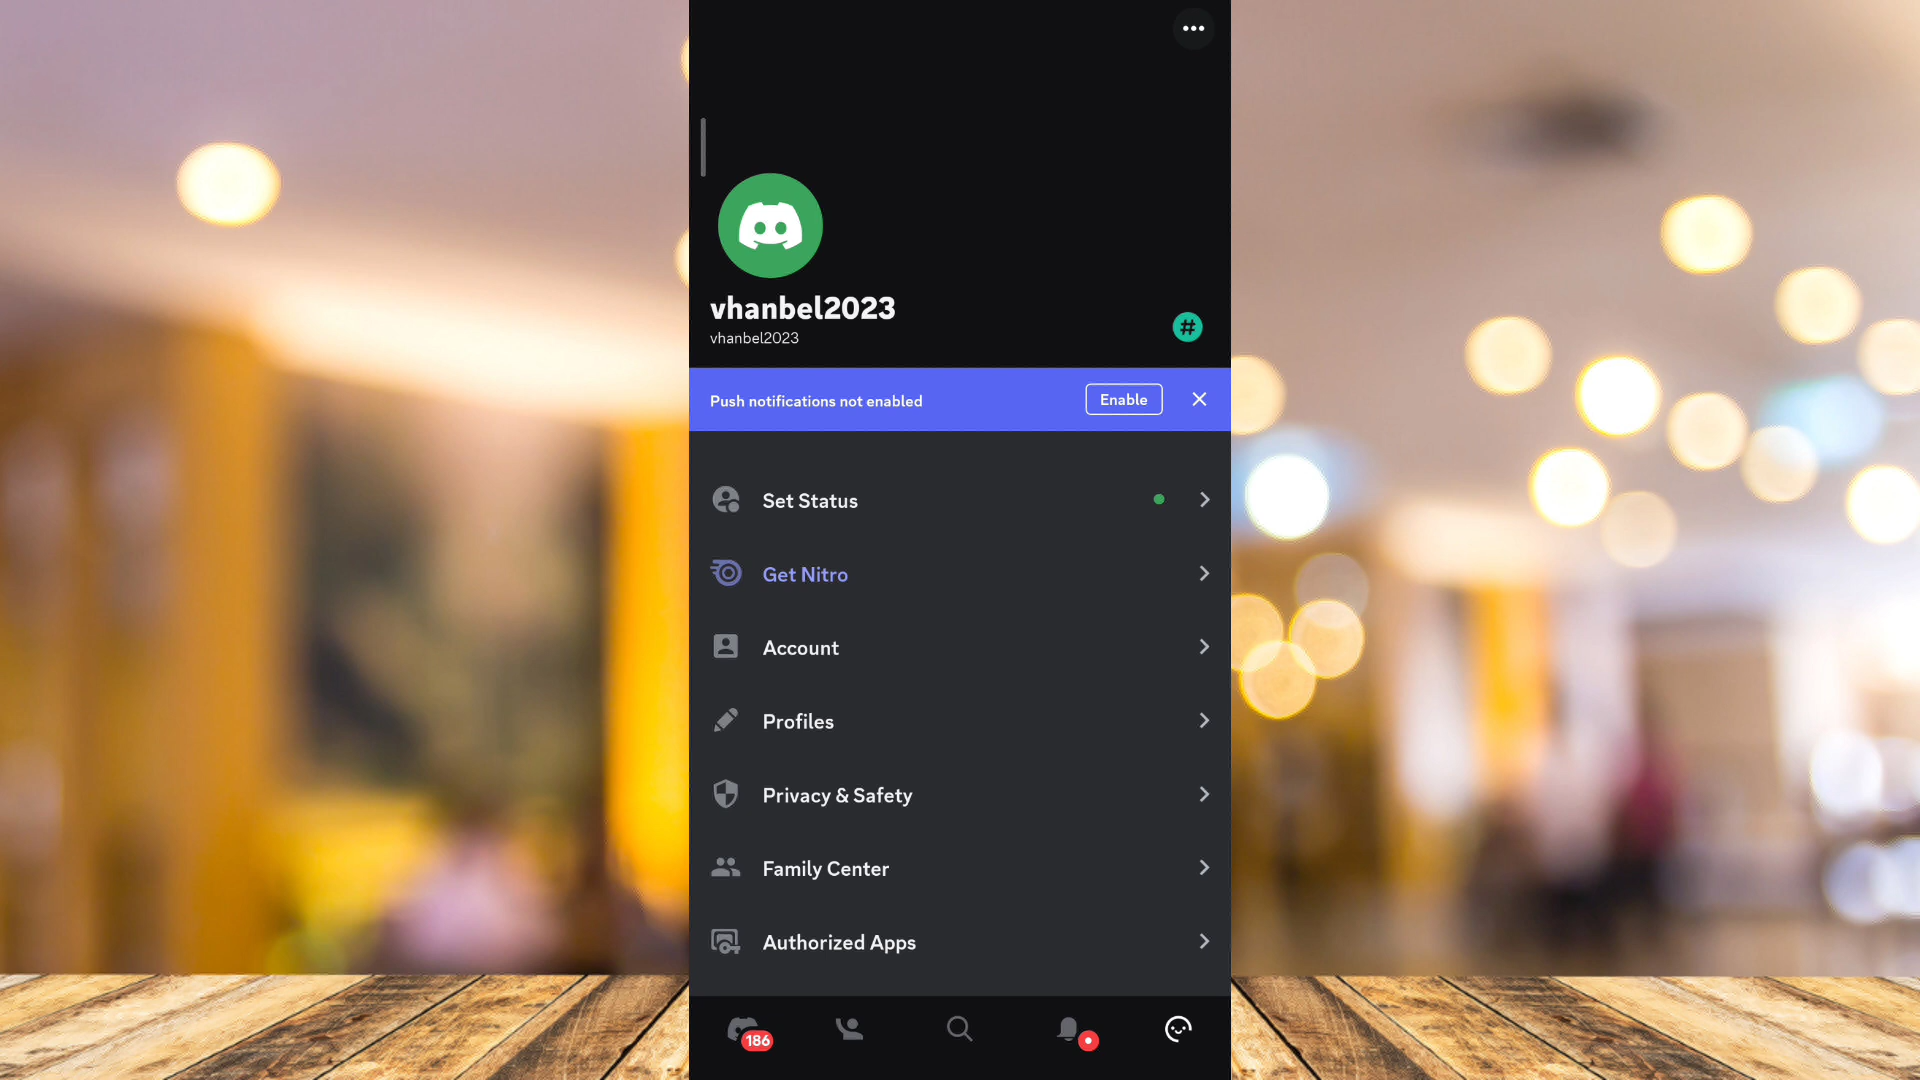 vhanbel2023
vhanbel2023
#
Push notifications not enabled
Enable
Set Status
Get Nitro
Account
Profiles
Privacy & Safety
Family Center
Authorized Apps
186